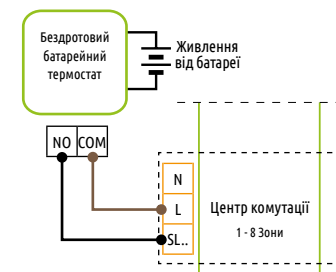 Бездротовий
батарейний
термостат
Живлення
від батареї
NO COM
N
L
SL..
Центр комутації
1 - 8 Зони